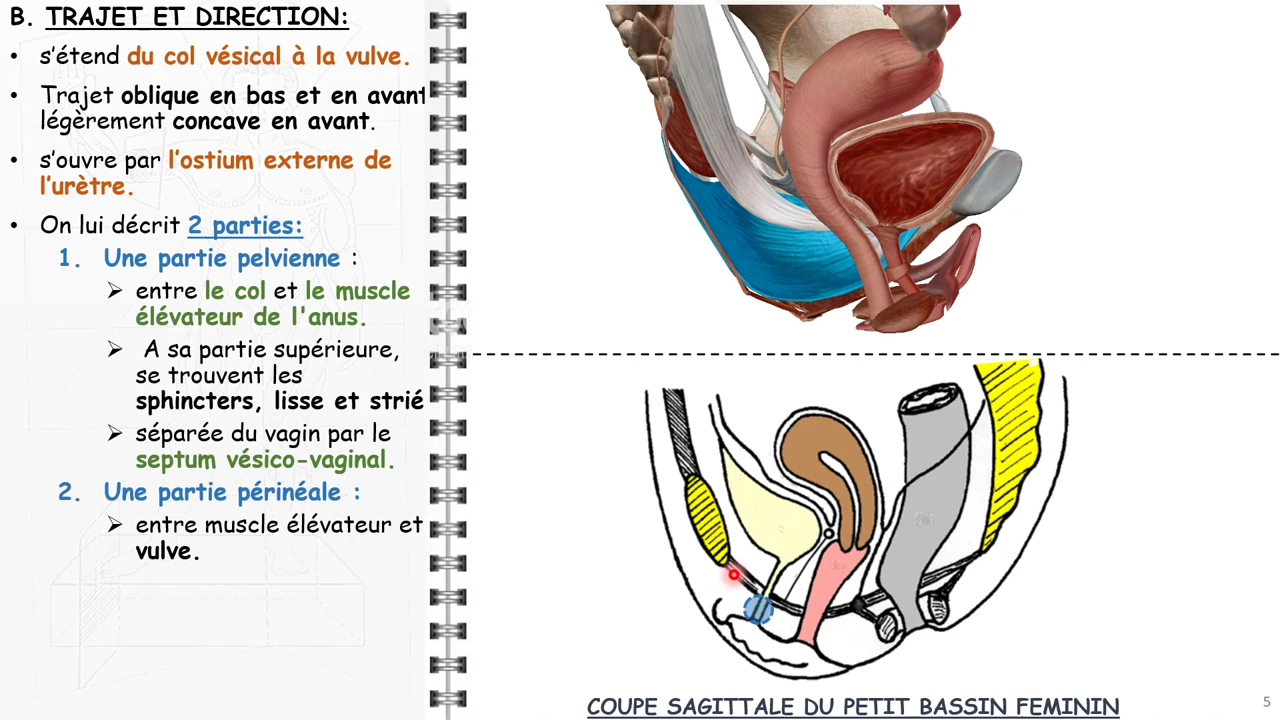 B. TRAJET ET DIRECTION:
• s'étend du col vésical à la vulve.
• Trajet oblique en bas et en avant
légèrement concave en avant.
• s'ouvre par l'ostium externe de
l'urètre.
• On lui décrit 2 parties:
1. Une partie pelvienne :
➢ entre le col et le muscle
élévateur de l'anus.
➢ A sa partie supérieure,
se trouvent les
sphincters, lisse et strié
➢ séparée du vagin par le
septum vésico-vaginal.
2. Une partie périnéale :
➢ entre muscle élévateur et
vulve.
COUPE SAGITTALE DU PETIT BASSIN FEMININ
5